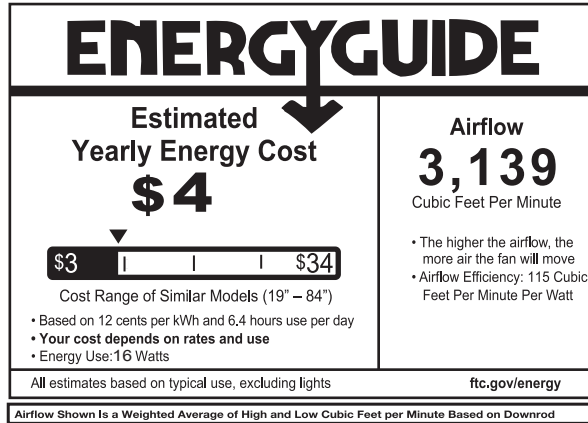 ENERGYGUIDE
Estimated
Yearly Energy Cost
$4
$3 $34
Cost Range of Similar Models (19” – 84”)
• Based on 12 cents per kWh and 6.4 hours use per day
• Your cost depends on rates and use
• Energy Use:16 Watts
Airflow
3,139
Cubic Feet Per Minute
• The higher the airflow, the
more air the fan will move
• Airflow Efficiency: 115 Cubic
Feet Per Minute Per Watt
All estimates based on typical use, excluding lights
ftc.gov/energy
Airflow Shown Is a Weighted Average of High and Low Cubic Feet per Minute Based on Downrod